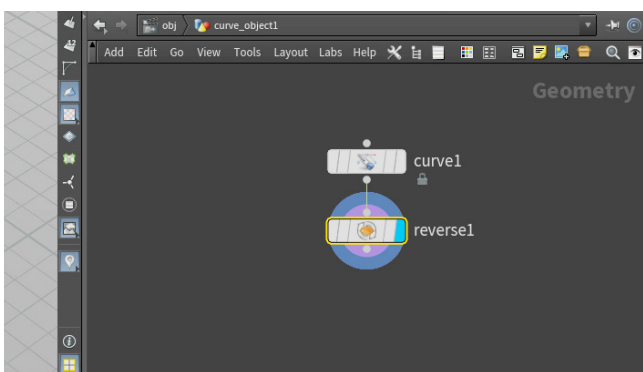 obj curve_object1
Add Edit Go View Tools Layout Labs Help
Geometry
curve1
reverse1